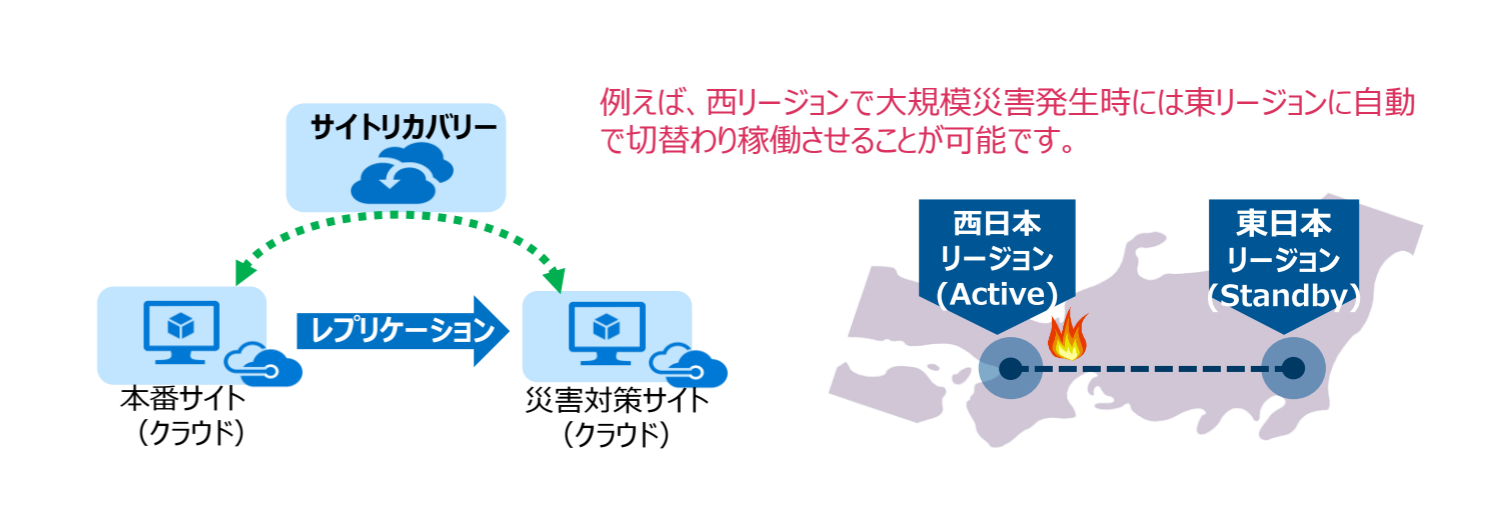 例えば、西リージョンで大規模災害発生時には東リージョンに自動
で切替わり稼働させることが可能です。
サイトリカバリー
レプリケーション
本番サイト
（クラウド）
災害対策サイト
（クラウド）
西日本
リージョン
(Active)
東日本
リージョン
(Standby)